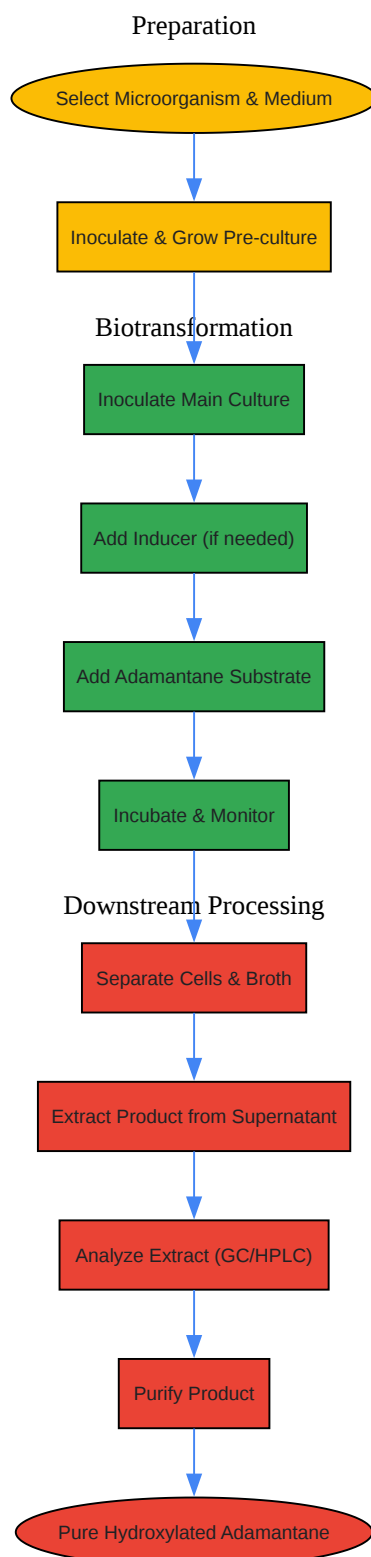 Preparation
Select Microorganism & Medium
Inoculate & Grow Pre-culture
Biotransformation
Inoculate Main Culture
Add Inducer (if needed)
Add Adamantane Substrate
Incubate & Monitor
Downstream Processing
Separate Cells & Broth
Extract Product from Supernatant
Analyze Extract (GC/HPLC)
Purify Product
Pure Hydroxylated Adamantane